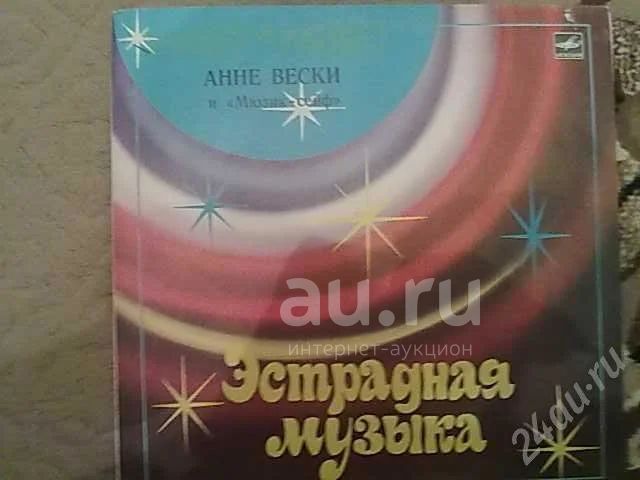 АННЕ ВЕСКИ
и «Мюзик-сейф»
au.ru
интернет-аукцион
Эстрадная
музыка
24au.ru